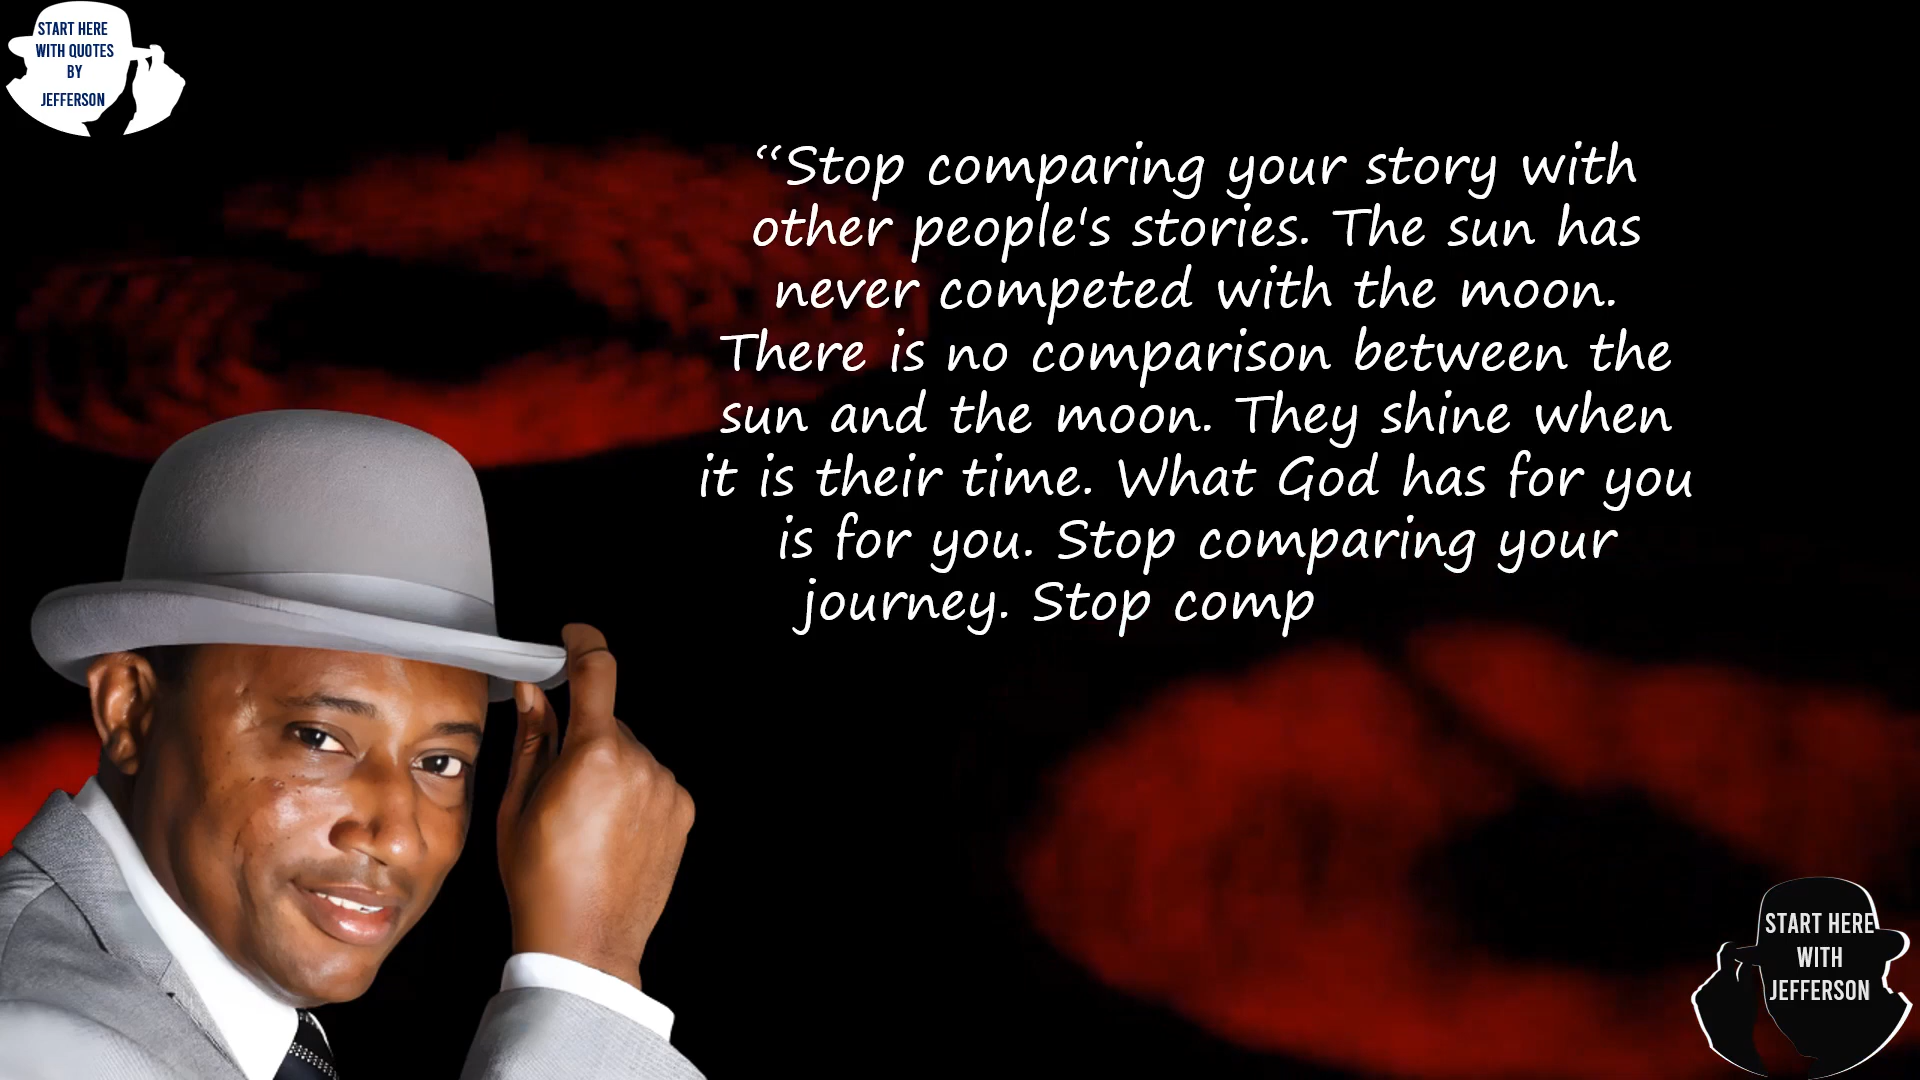 START HERE
WITH QUOTES
BY
JEFFERSON
“Stop comparing your story with
other people's stories. The sun has
never competed with the moon.
There is no comparison between the
sun and the moon. They shine when
it is their time. What God has for you
is for you. Stop comparing your
journey. Stop comp
START HERE
WITH
JEFFERSON